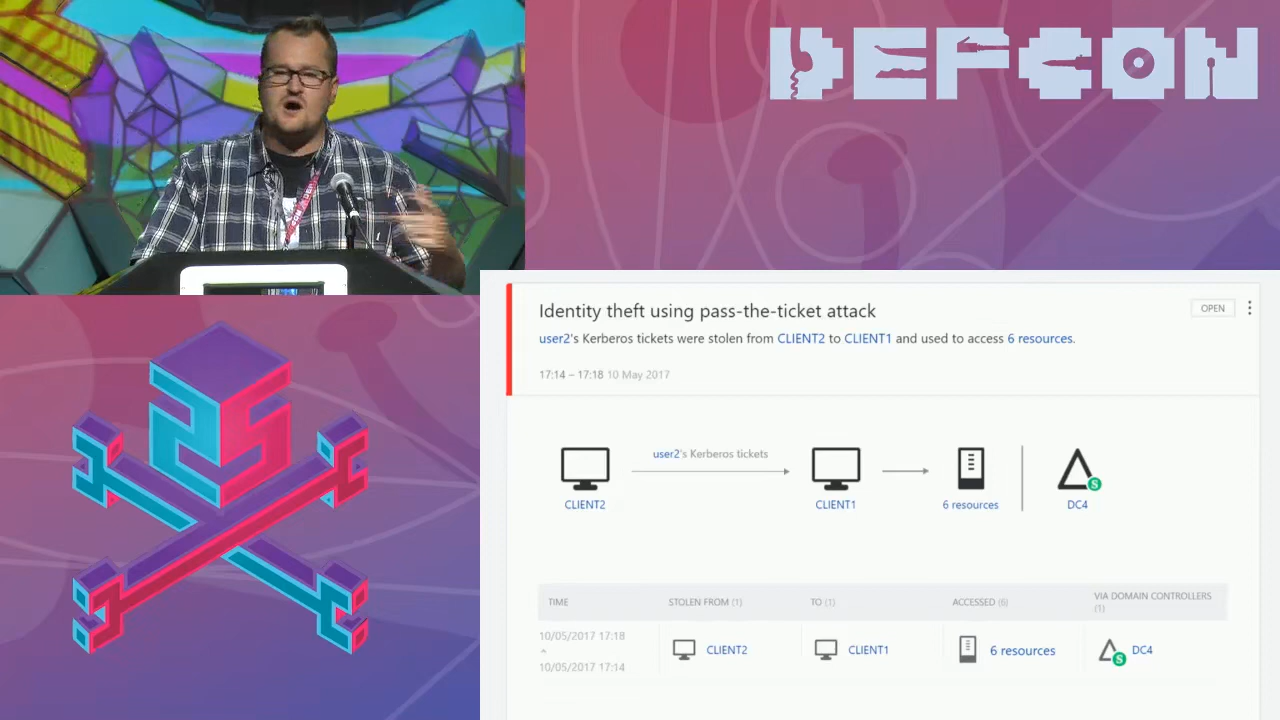 DEFCON
Identity theft using pass-the-ticket attack
OPEN
user2's Kerberos tickets were stolen from CLIENT2 to CLIENT1 and used to access 6 resources.
17:14 – 17:18 10 May 2017
user2's Kerberos tickets
CLIENT2
CLIENT1
6 resources
S
DC4
TIME
STOLEN FROM (1)
TO (1)
ACCESSED (6)
VIA DOMAIN CONTROLLERS
(1)
10/05/2017 17:18
10/05/2017 17:14
CLIENT2
CLIENT1
6 resources
S
DC4